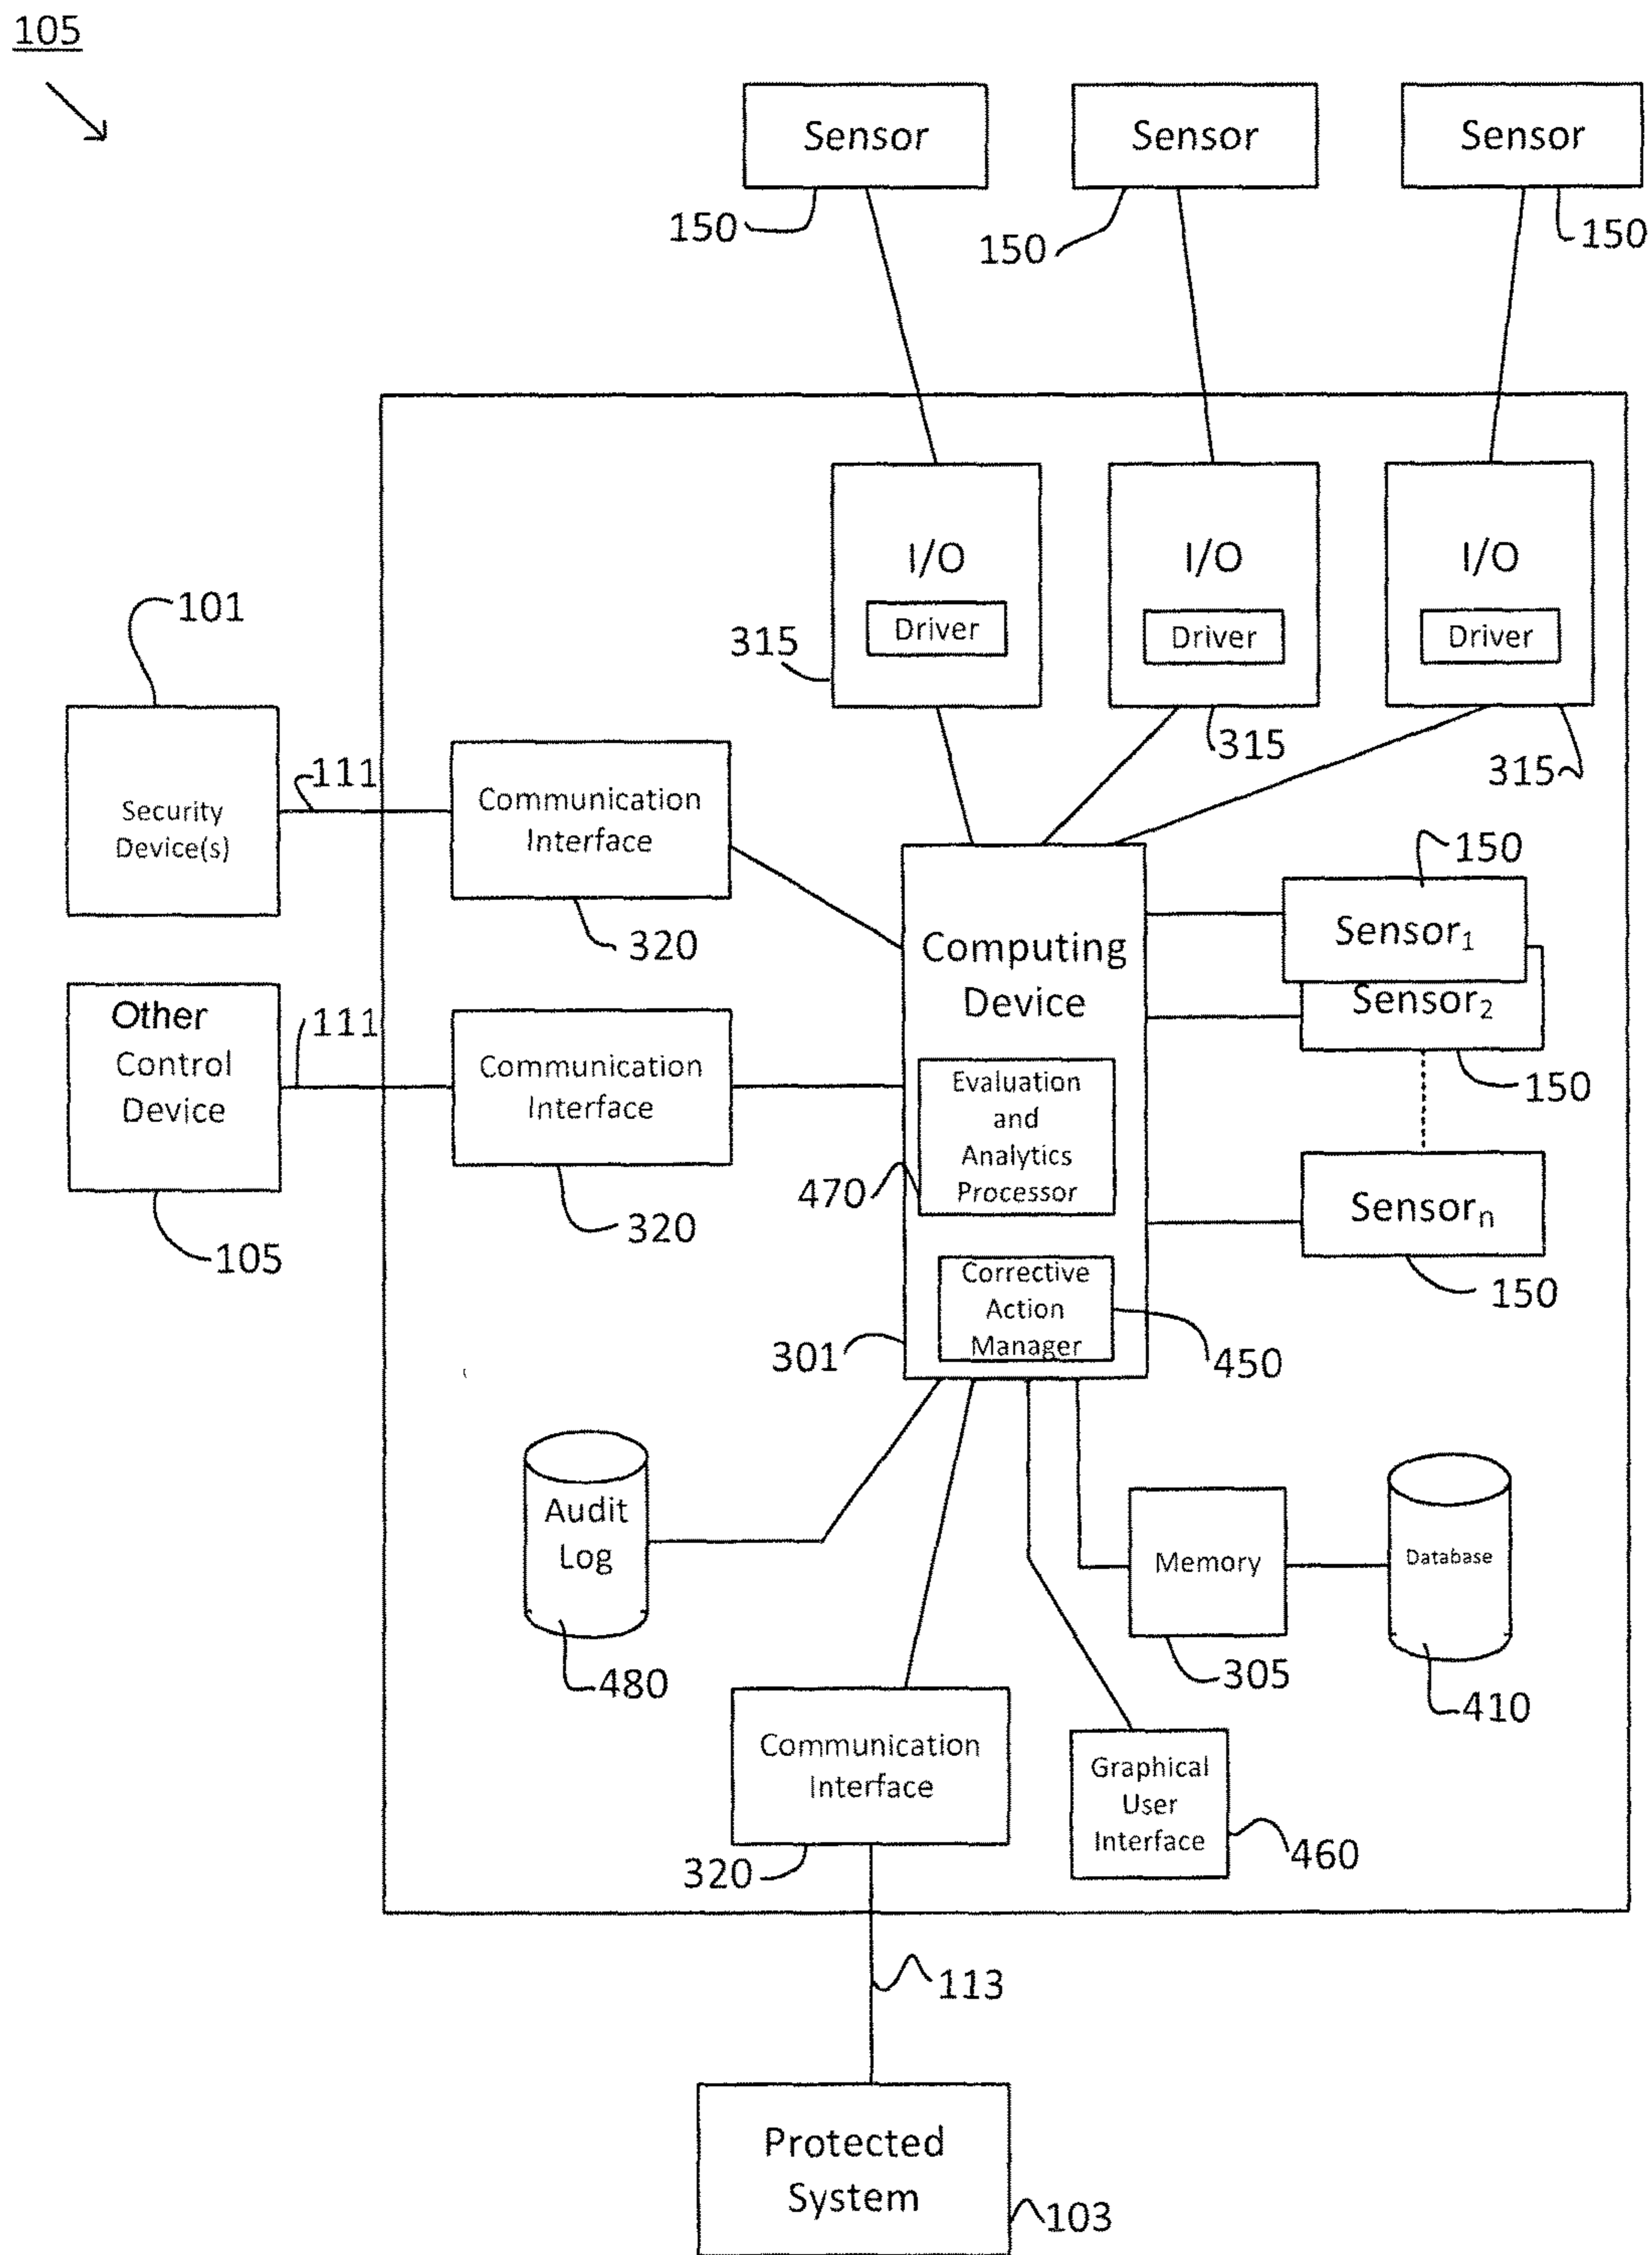 105
Sensor
Sensor
Sensor
150
150
150
I/O
I/O
I/O
Driver
Driver
Driver
315
315
315
101
Security
Device(s)
111
Communication
Interface
320
Other
Control
Device
105
111
Communication
Interface
320
Computing
Device
Evaluation
and
Analytics
Processor
470
Corrective
Action
Manager
450
301
150
Sensor1
Sensor2
150
Sensorn
150
Audit
Log
480
Memory
305
Database
410
Communication
Interface
320
Graphical
User
Interface
460
113
Protected
System
103